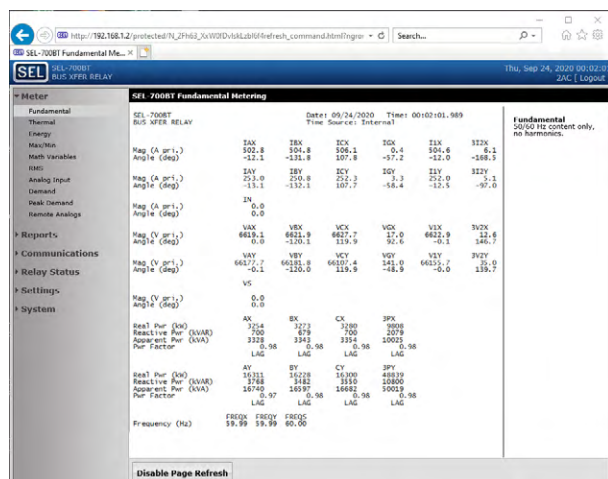 http://192.168.1.2/protected/N_2Fh63_XxW0fDvlskLzbl6f4refresh_command.html?ngror
Search...
SEL-700BT Fundamental Me...
SEL
SEL-700BT
BUS XFER RELAY
Thu, Sep 24, 2020 00:02:0
2AC [ Logout
Meter
Fundamental
Thermal
Energy
Max/Min
Math Variables
RMS
Analog Input
Demand
Peak Demand
Remote Analogs
Reports
Communications
Relay Status
Settings
System
SEL-700BT Fundamental Metering
SEL-700BT Date: 09/24/2020 Time: 00:02:01.989
BUS XFER RELAY Time Source: Internal
IAX IBX ICX IGX I1X 3I2X
Mag (A pri.) 502.8 504.8 506.1 0.4 504.6 6.1
Angle (deg) -12.1 -131.8 107.8 -57.2 -12.0 -168.5
IAY IBY ICY IGY I1Y 3I2Y
Mag (A pri.) 253.0 250.8 252.3 3.3 252.0 5.1
Angle (deg) -13.1 -132.1 107.7 -58.4 -12.5 -97.0
IN
Mag (A pri.) 0.0
Angle (deg) 0.0
VAX VBX VCX VGX V1X 3V2X
Mag (V pri.) 6619.1 6621.9 6627.7 17.0 6622.9 12.6
Angle (deg) 0.0 -120.1 119.9 92.6 -0.1 146.7
VAY VBY VCY VGY V1Y 3V2Y
Mag (V pri.) 66177.7 66181.8 66107.4 141.0 66155.7 35.0
Angle (deg) -0.1 -120.0 119.9 -48.9 -0.0 139.7
VS
Mag (V pri.) 0.0
Angle (deg) 0.0
AX BX CX 3PX
Real Pwr (kW) 3254 3273 3280 9808
Reactive Pwr (kVAR) 700 679 700 2079
Apparent Pwr (kVA) 3328 3343 3354 10025
Pwr Factor 0.98 0.98 0.98 0.98
LAG LAG LAG LAG
AY BY CY 3PY
Real Pwr (kW) 16311 16228 16300 48839
Reactive Pwr (kVAR) 3768 3482 3550 10800
Apparent Pwr (kVA) 16740 16597 16682 50019
Pwr Factor 0.97 0.98 0.98 0.98
LAG LAG LAG LAG
FREQX FREQY FREQS
Frequency (Hz) 59.99 59.99 60.00
Fundamental
50/60 Hz content only,
no harmonics.
Disable Page Refresh